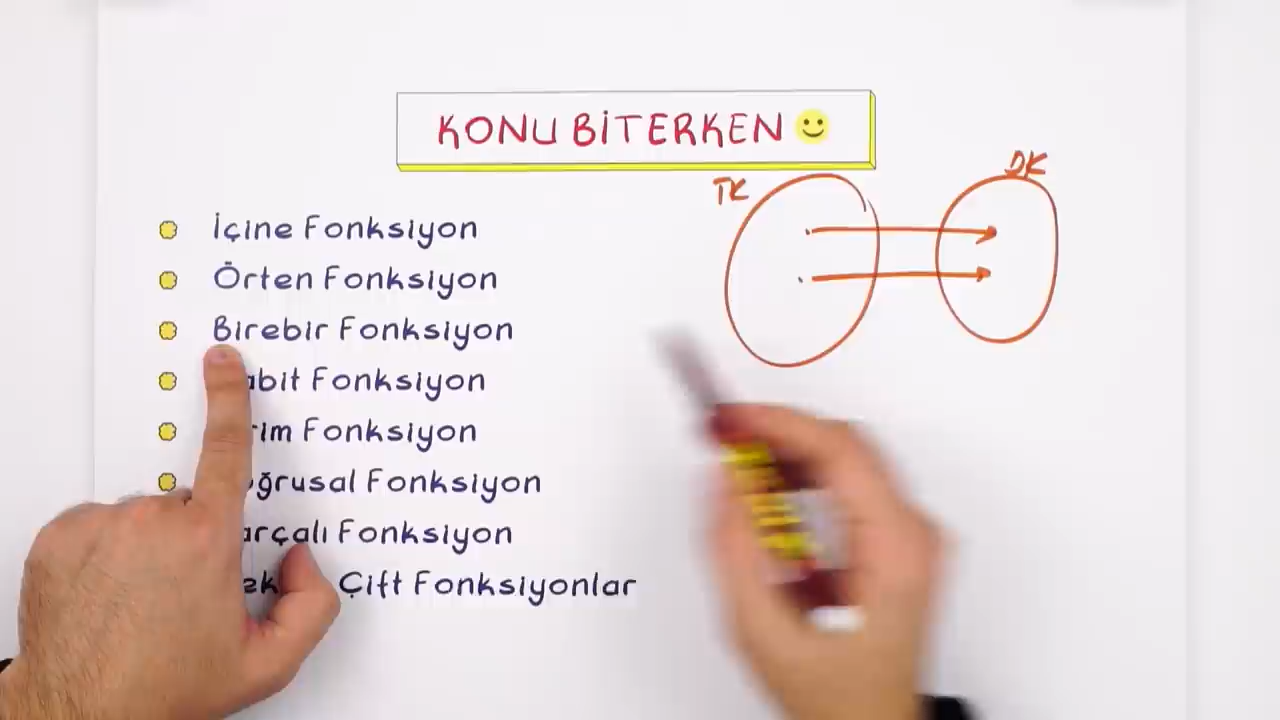 KONU BİTERKEN
TK
DK
İçine Fonksiyon
Örten Fonksiyon
Birebir Fonksiyon
Fonksiyon
Fonksiyon
Fonksiyon
Fonksiyon
Çift Fonksiyonlar